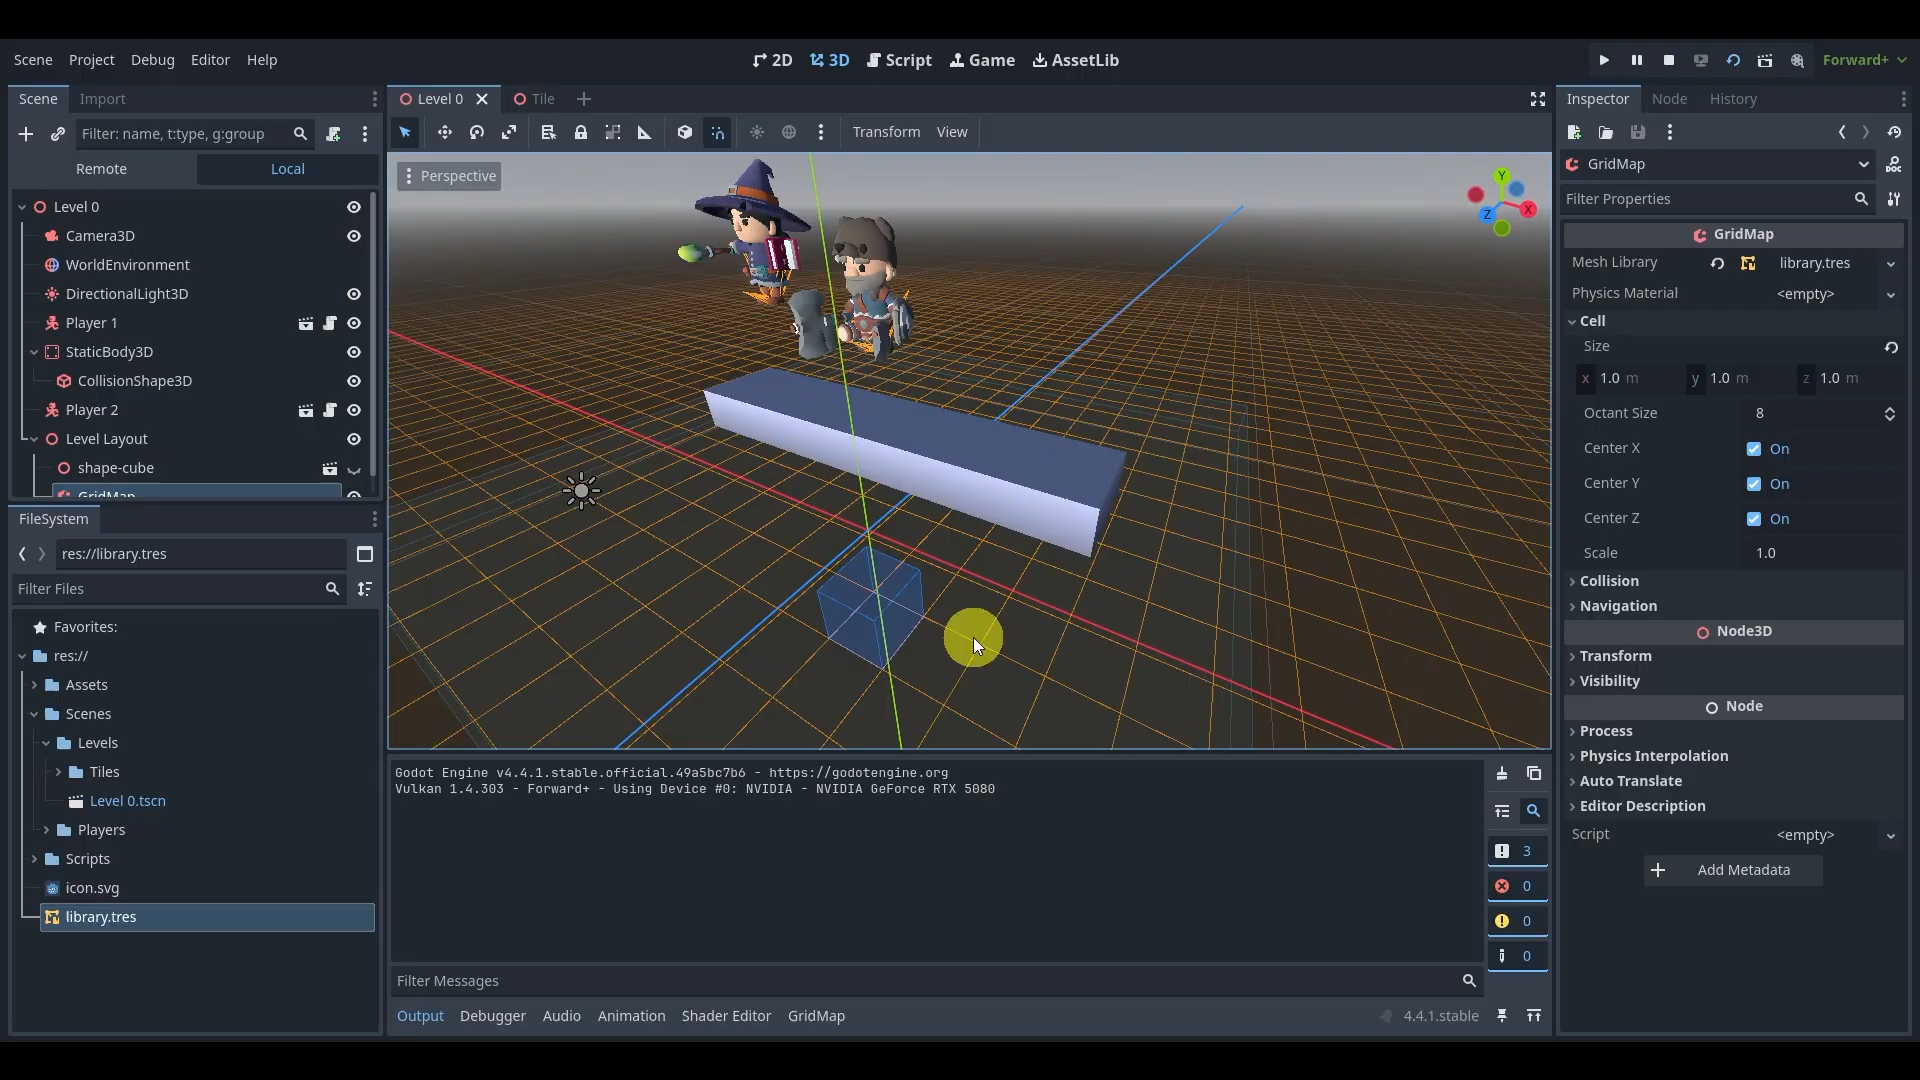 Scene Project Debug Editor Help
2D 3D Script Game AssetLib
Forward+
Scene Import
Filter: name, t:type, g:group
Remote Local
Level 0
Camera3D
WorldEnvironment
DirectionalLight3D
Player 1
StaticBody3D
CollisionShape3D
Player 2
Level Layout
shape-cube
GridMap
FileSystem
res://library.tres
Filter Files
Favorites:
res://
Assets
Scenes
Levels
Tiles
Level 0.tscn
Players
Scripts
icon.svg
library.tres
Level 0 Tile
Transform View
Perspective
Y
X
Z
Godot Engine v4.4.1.stable.official.49a5bc7b6 - https://godotengine.org
Vulkan 1.4.303 - Forward+ - Using Device #0: NVIDIA - NVIDIA GeForce RTX 5080
3
0
0
0
Filter Messages
Output Debugger Audio Animation Shader Editor GridMap
4.4.1.stable
Inspector Node History
GridMap
Filter Properties
GridMap
Mesh Library library.tres
Physics Material <empty>
Cell
Size
x 1.0 m y 1.0 m z 1.0 m
Octant Size 8
Center X On
Center Y On
Center Z On
Scale 1.0
Collision
Navigation
Node3D
Transform
Visibility
Node
Process
Physics Interpolation
Auto Translate
Editor Description
Script <empty>
Add Metadata